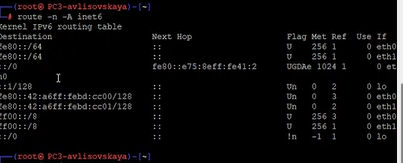 (root@ PC3-avlisovskaya)-[
# route -n -A inet6
Kernel IPv6 routing table
Destination Next Hop Flag Met Ref Use If
fe80::/64 :: U 256 1 0 eth0
fe80::/64 :: U 256 1 0 eth1
::/0 fe80::e75:8eff:fe41:2 UGDAe 1024 1 0 eth
h0
::1/128 :: Un 0 2 0 lo
fe80::42:a6ff:febd:cc00/128 :: Un 0 3 0 eth0
fe80::42:a6ff:febd:cc01/128 :: Un 0 2 0 eth1
ff00::/8 :: U 256 3 0 eth0
ff00::/8 :: U 256 1 0 eth1
::/0 :: !n -1 1 0 lo
(root@ PC3-avlisovskaya)-[